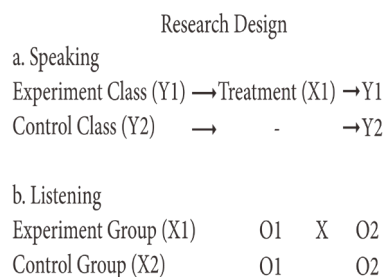 Research Design
a. Speaking
Experiment Class (Y1) → Treatment (X1) → Y1
Control Class (Y2) → - → Y2
b. Listening
Experiment Group (X1) O1 X O2
Control Group (X2) O1 O2